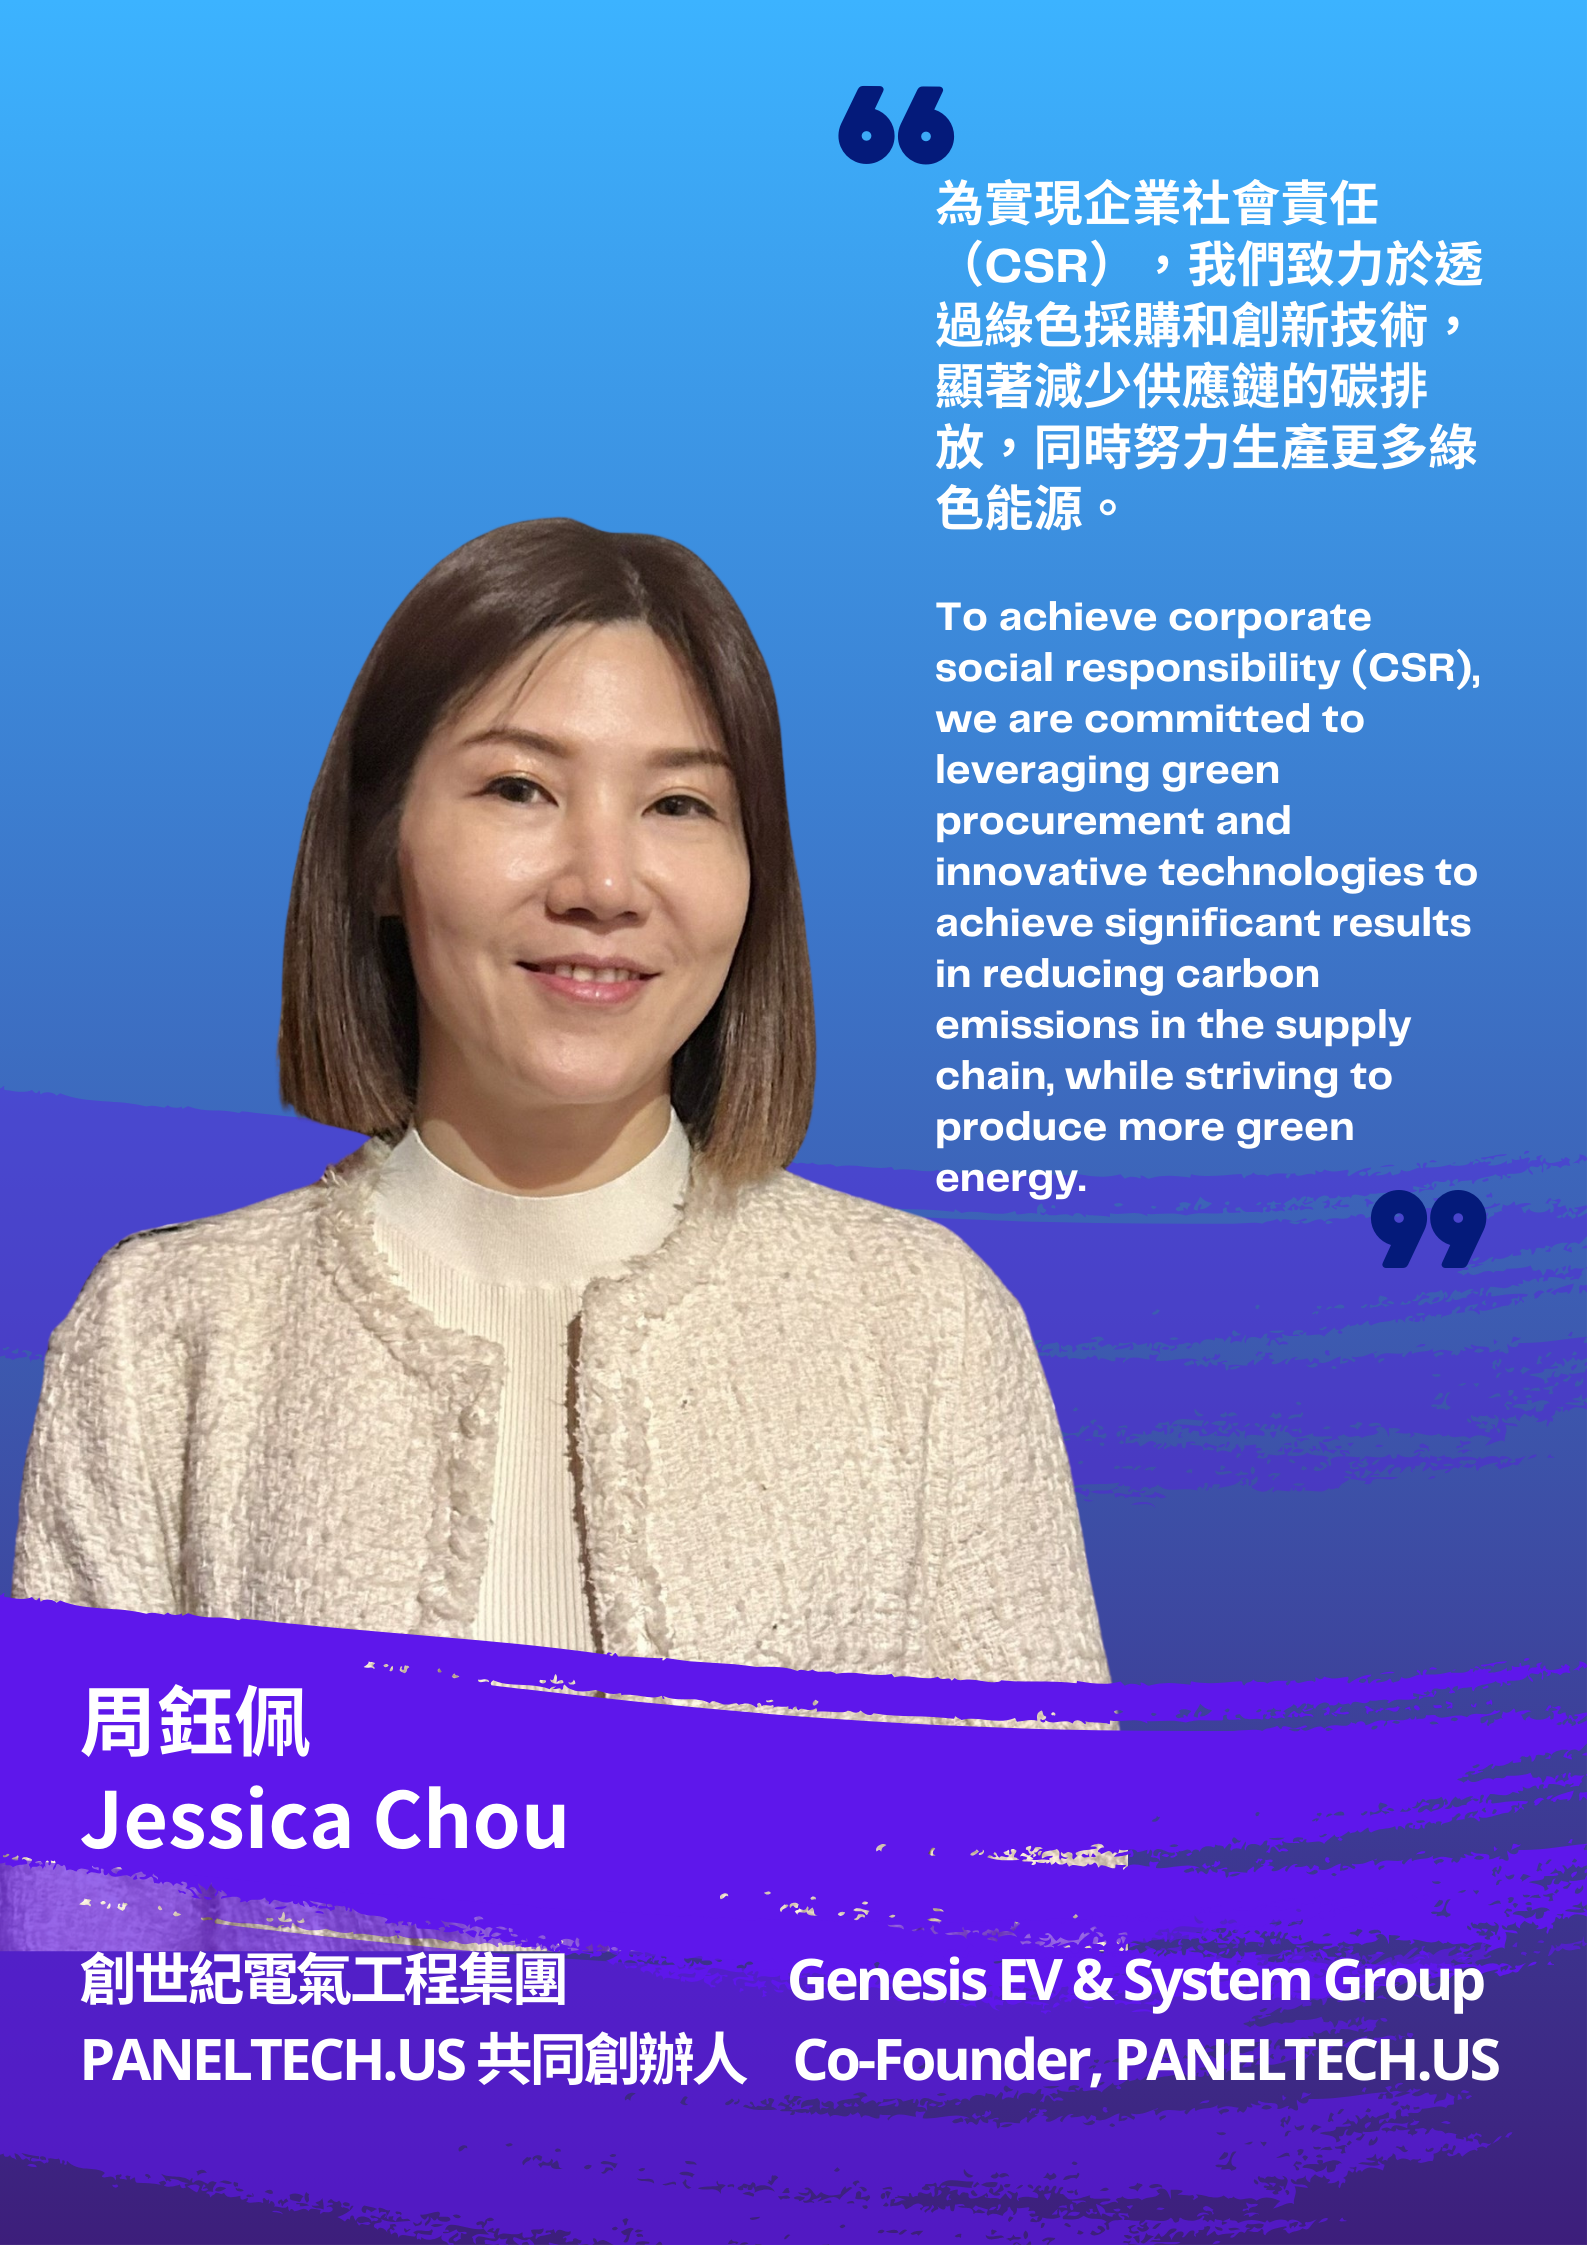 為實現企業社會責任
（CSR），我們致力於透
過綠色採購和創新技術，
顯著減少供應鏈的碳排
放，同時努力生產更多綠
色能源。
To achieve corporate
social responsibility (CSR),
we are committed to
leveraging green
procurement and
innovative technologies to
achieve significant results
in reducing carbon
emissions in the supply
chain, while striving to
produce more green
energy.
周鈺佩
Jessica Chou
創世紀電氣工程集團
PANELTECH.US 共同創辦人
Genesis EV & System Group
Co-Founder, PANELTECH.US